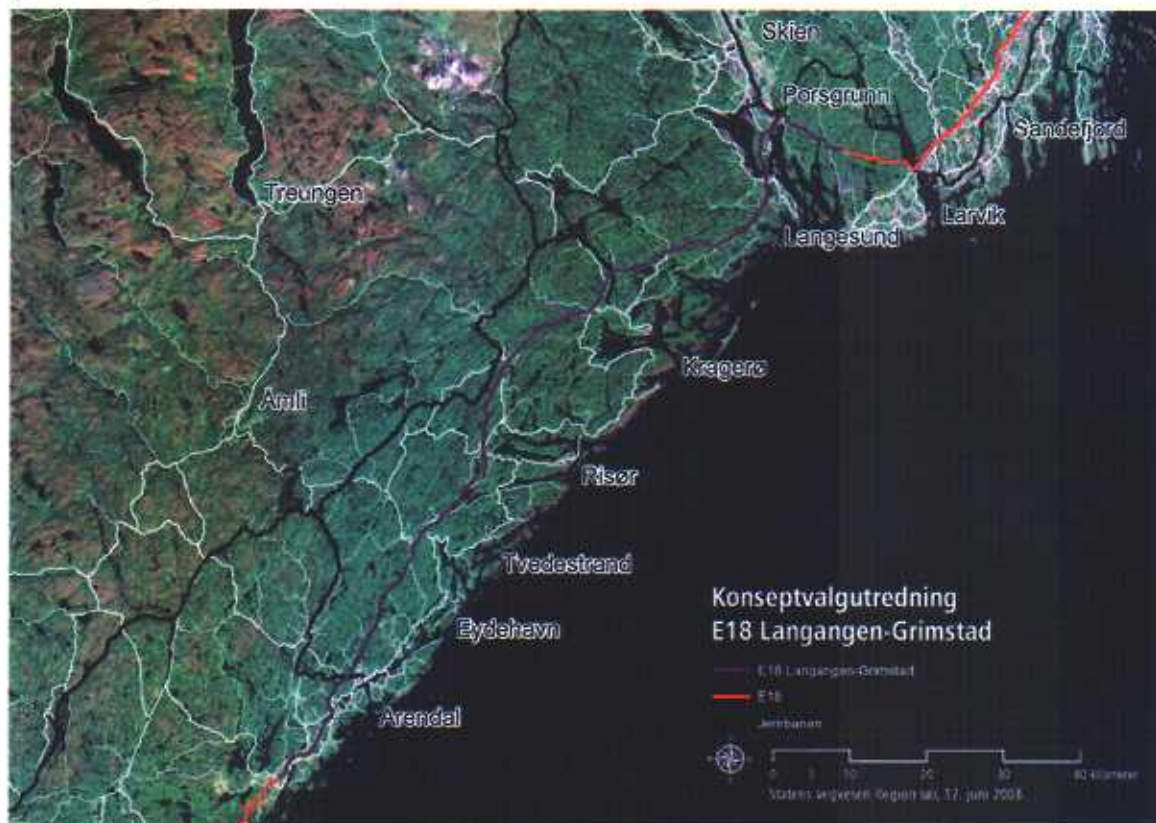 Skien
Porsgrunn
Sandefjord
Treungen
Larvik
Langesund
Kragerø
Åmli
Risør
Tvedestrand
Konseptvalgutredning
E18 Langangen-Grimstad
Eydehavn
E18 Langangen-Grimstad
E18
Jernbanen
Arendal
0 5 10 20 30 40 kilometer
Statens vegvesen Region sør, 17. juni 2008